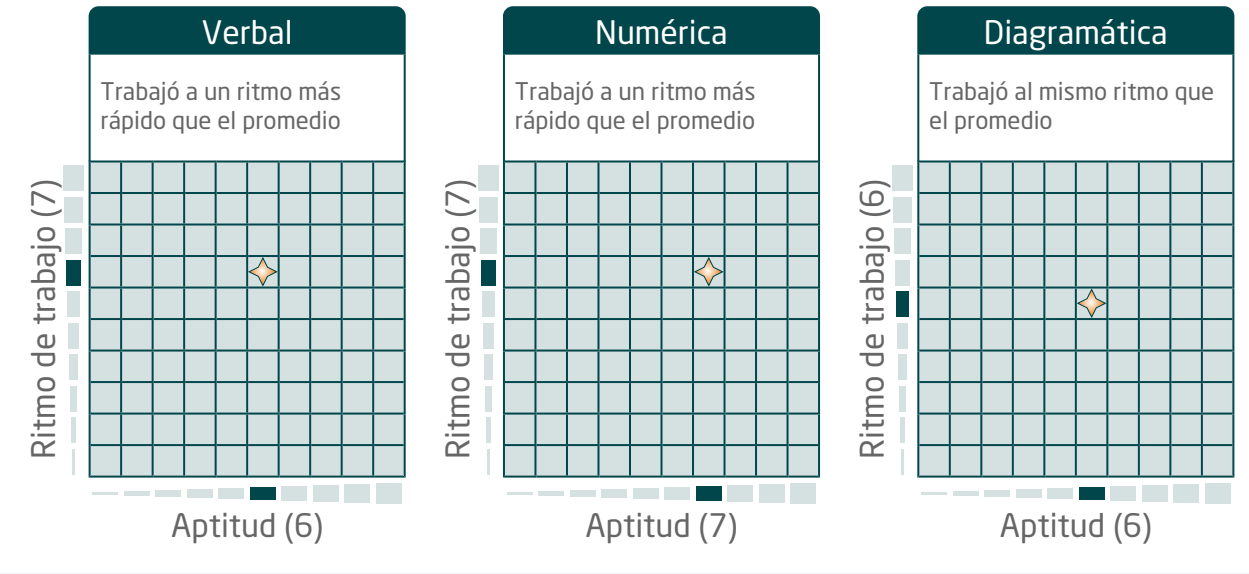 Verbal
Trabajó a un ritmo más
rápido que el promedio
Ritmo de trabajo (7)
Aptitud (6)
Numérica
Trabajó a un ritmo más
rápido que el promedio
Ritmo de trabajo (7)
Aptitud (7)
Diagramática
Trabajó al mismo ritmo que
el promedio
Ritmo de trabajo (6)
Aptitud (6)